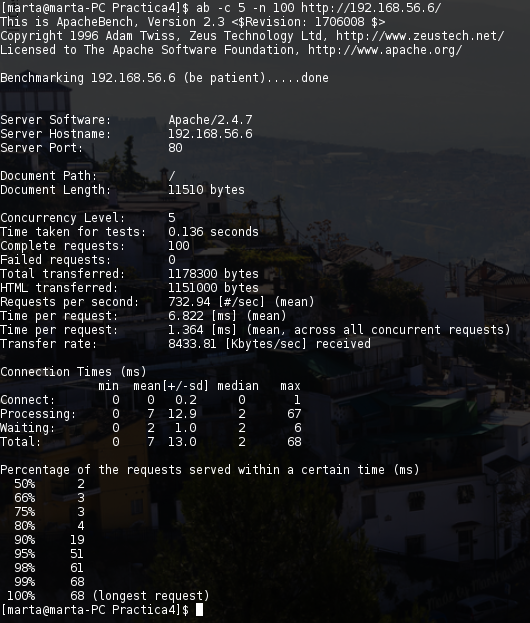 [marta@marta-PC Practica4]$ ab -c 5 -n 100 http://192.168.56.6/
This is ApacheBench, Version 2.3 <$Revision: 1706008 $>
Copyright 1996 Adam Twiss, Zeus Technology Ltd, http://www.zeustech.net/
Licensed to The Apache Software Foundation, http://www.apache.org/
Benchmarking 192.168.56.6 (be patient).....done
Server Software: Apache/2.4.7
Server Hostname: 192.168.56.6
Server Port: 80
Document Path: /
Document Length: 11510 bytes
Concurrency Level: 5
Time taken for tests: 0.136 seconds
Complete requests: 100
Failed requests: 0
Total transferred: 1178300 bytes
HTML transferred: 1151000 bytes
Requests per second: 732.94 [#/sec] (mean)
Time per request: 6.822 [ms] (mean)
Time per request: 1.364 [ms] (mean, across all concurrent requests)
Transfer rate: 8433.81 [Kbytes/sec] received
Connection Times (ms)
min mean[+/-sd] median max
Connect: 0 0 0.2 0 1
Processing: 0 7 12.9 2 67
Waiting: 0 2 1.0 2 6
Total: 0 7 13.0 2 68
Percentage of the requests served within a certain time (ms)
50% 2
66% 3
75% 3
80% 4
90% 19
95% 51
98% 61
99% 68
100% 68 (longest request)
[marta@marta-PC Practica4]$